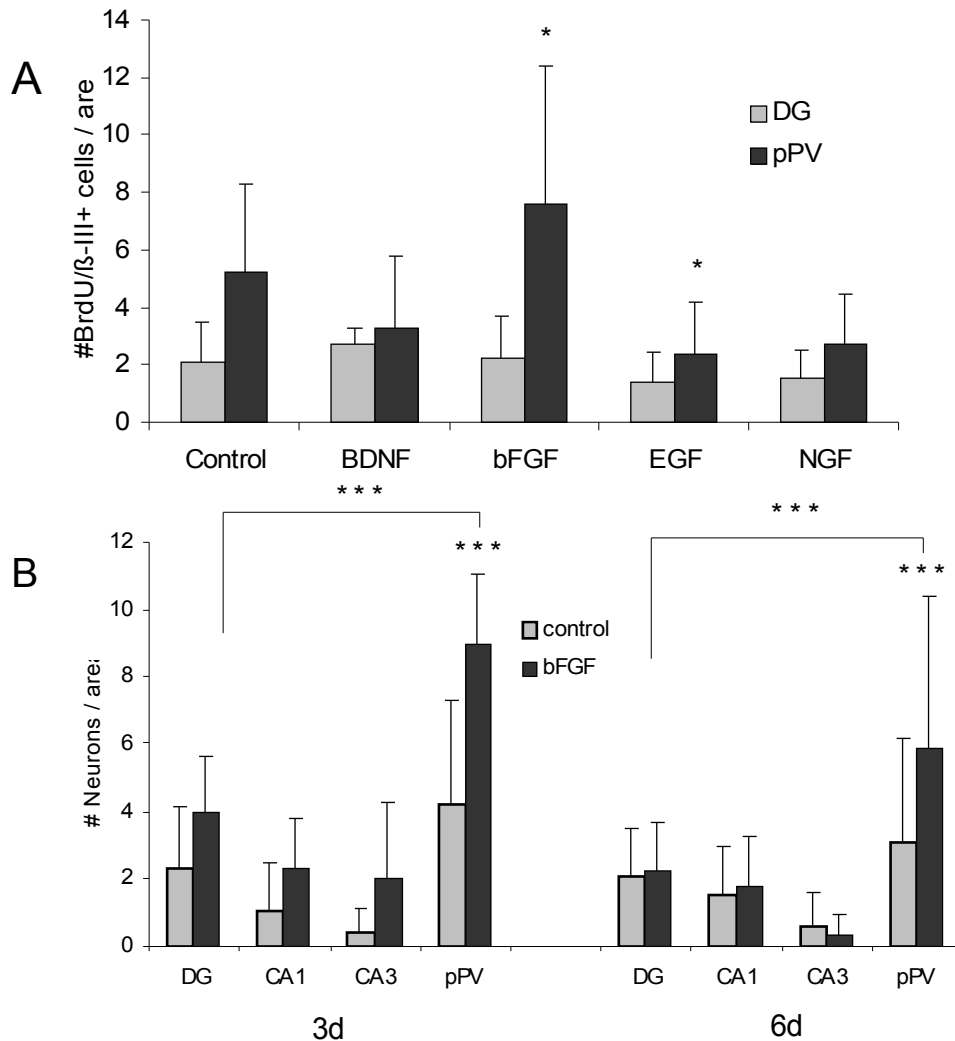 A
#BrdU/ß-III+ cells / are
14
12
10
8
6
4
2
0
*
*
DG
pPV
Control BDNF bFGF EGF NGF
B
# Neurons / area
12
10
8
6
4
2
0
* * *
* * *
* * *
* * *
control
bFGF
DG CA1 CA3 pPV DG CA1 CA3 pPV
3d 6d